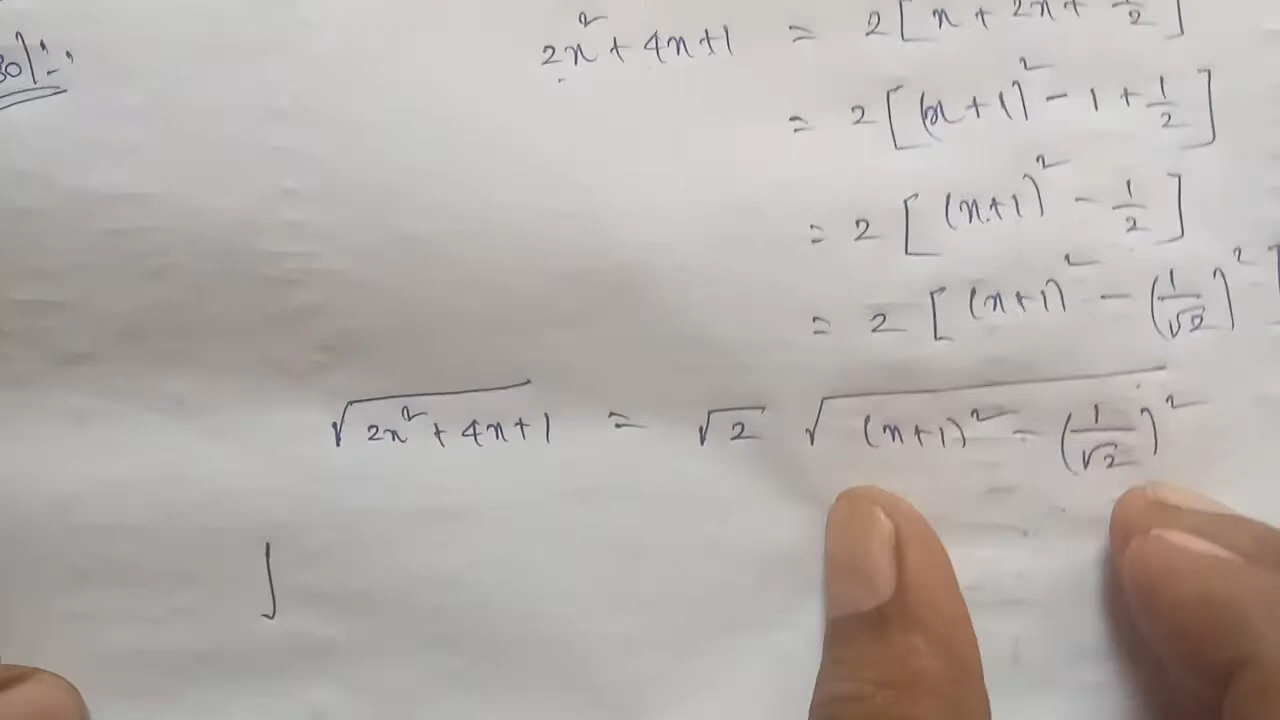 Sol:-
2x² + 4x + 1 = 2[x + 2x + 1/2]
= 2[(x+1)² - 1 + 1/2]
= 2[(x+1)² - 1/2]
= 2[(x+1)² - (1/√2)²]
√(2x² + 4x + 1) = √2 √((x+1)² - (1/√2)²)
∫